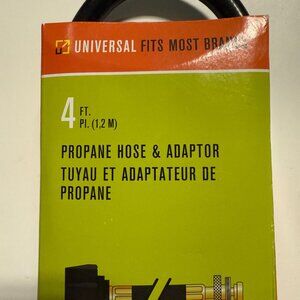 UNIVERSAL FITS MOST BRANDS
4 FT.
PI. (1,2 M)
PROPANE HOSE & ADAPTOR
TUYAU ET ADAPTATEUR DE
PROPANE